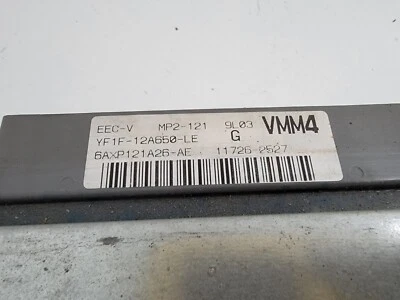 EEC-V MP2-121 9L03 VMM4
YF1F-12A650-LE G
6AXP121A26-AE 11726 2527